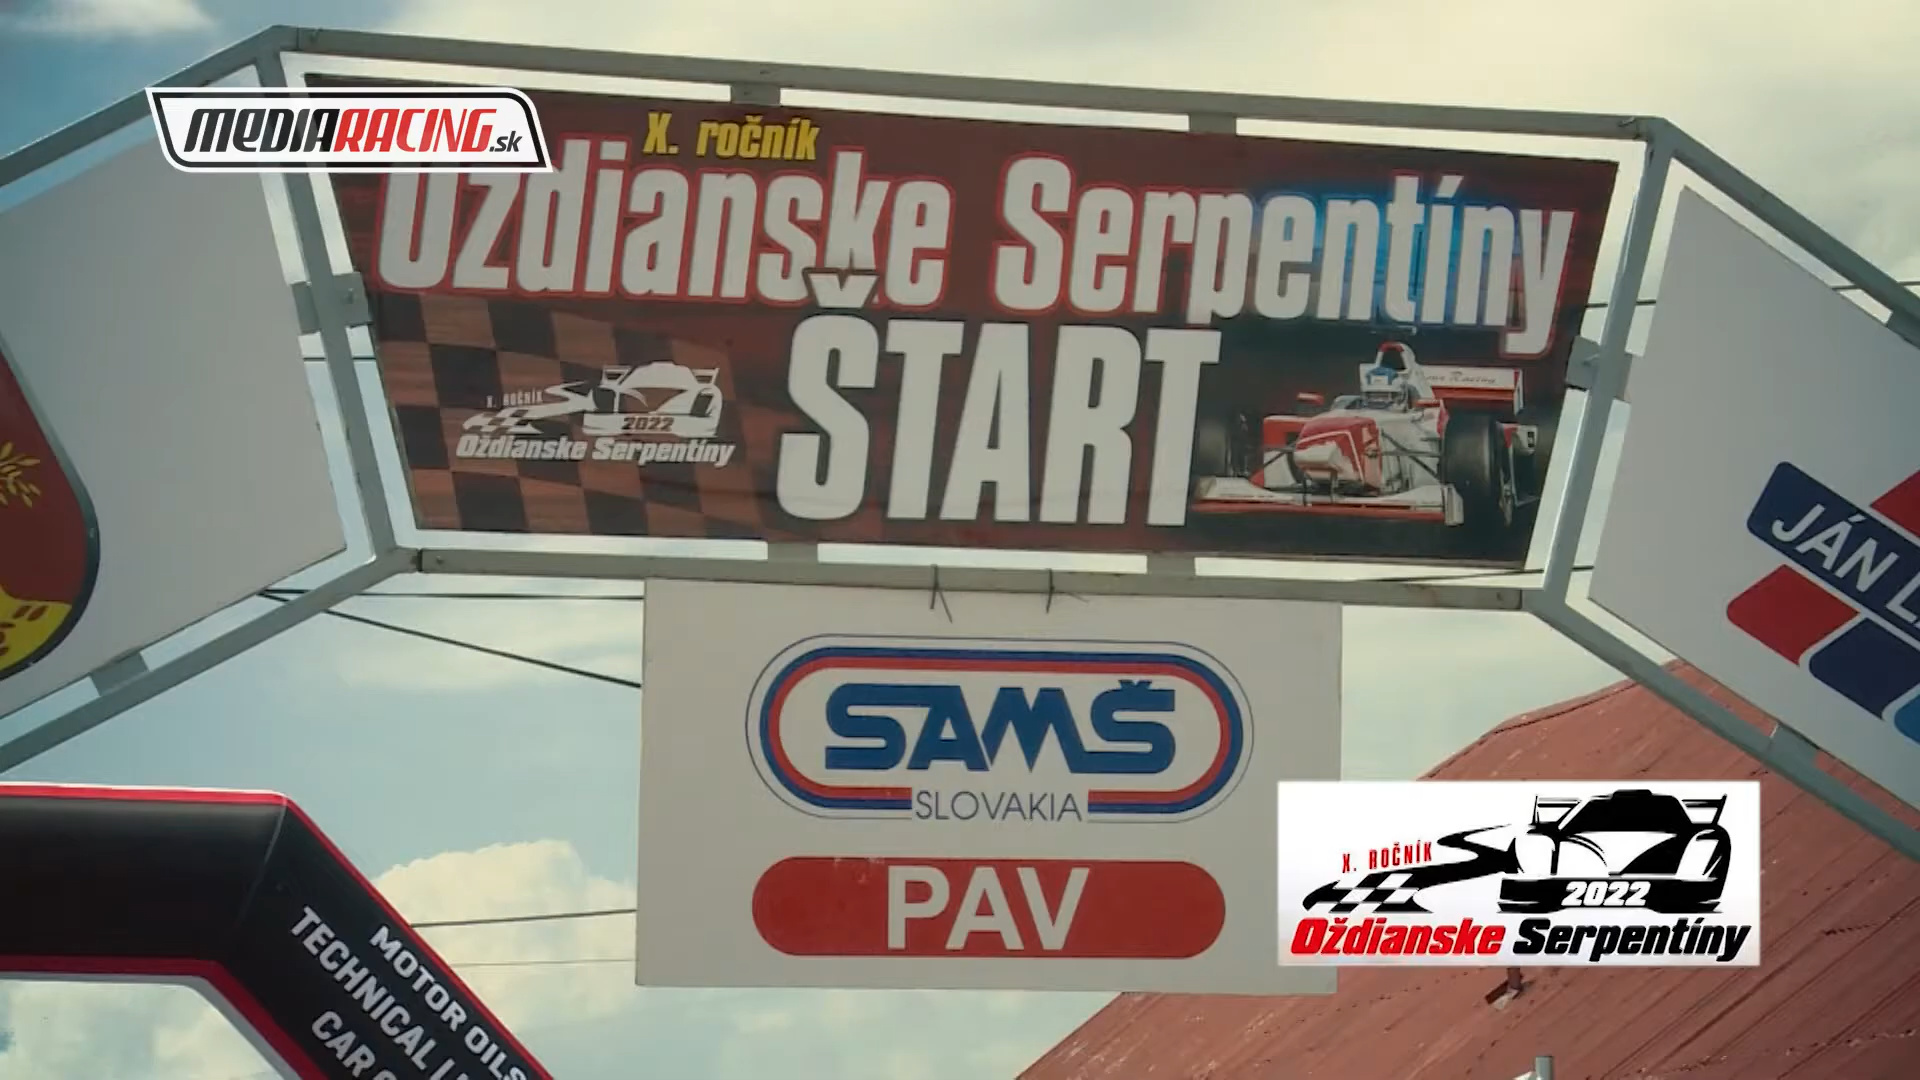 MEDIARACING.sk
X. ročník
Oždianske Serpentíny
ŠTART
X. ROČNÍK
2022
Oždianske Serpentíny
JÁN
SAMŠ
SLOVAKIA
PAV
X. ROČNÍK
2022
Oždianske Serpentíny
MOTOR OILS
TECHNICAL
CAR